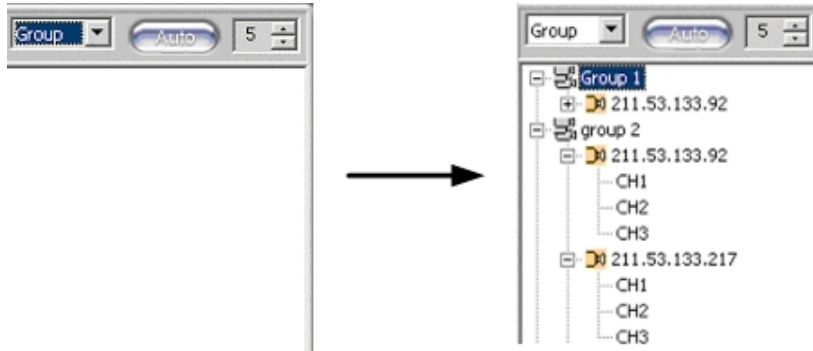 Group Auto 5
Group Auto 5
Group 1
211.53.133.92
group 2
211.53.133.92
CH1
CH2
CH3
211.53.133.217
CH1
CH2
CH3